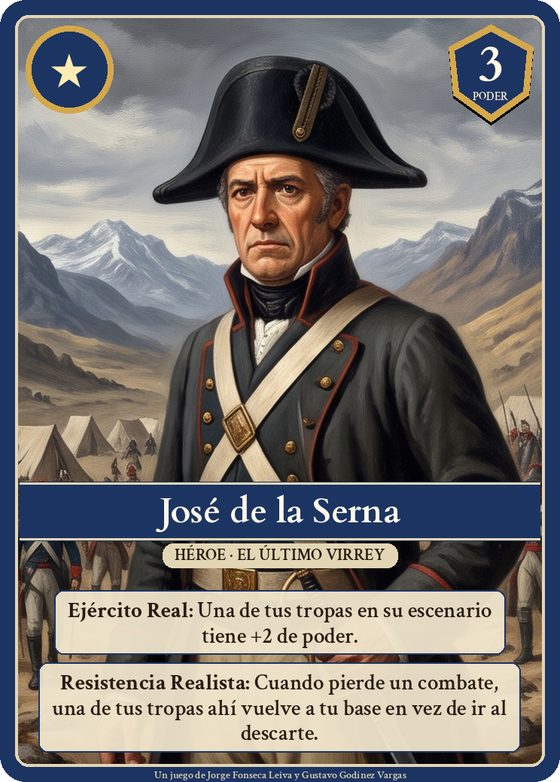 3
PODER
José de la Serna
HÉROE · EL ÚLTIMO VIRREY
Ejército Real: Una de tus tropas en su escenario
tiene +2 de poder.
Resistencia Realista: Cuando pierde un combate,
una de tus tropas ahí vuelve a tu base en vez de ir al
descarte.
Un juego de Jorge Fonseca Leiva y Gustavo Godínez Vargas